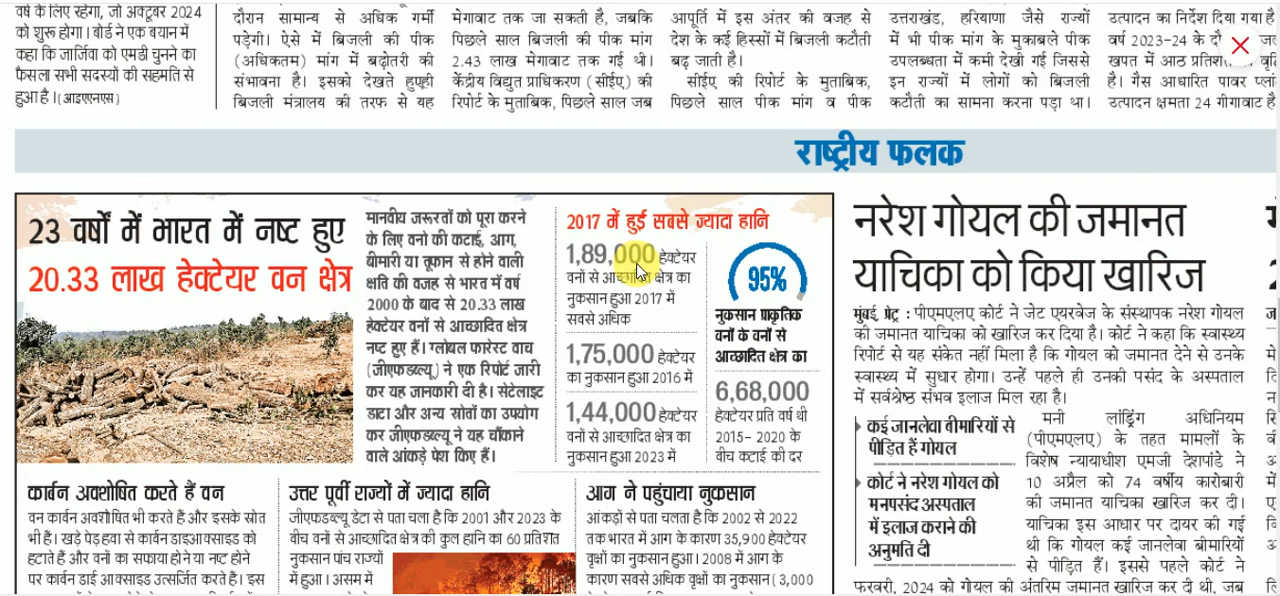 वर्ष के लिए रहेगा, जो अक्टूबर 2024
को शुरू होगा। बोर्ड ने एक बयान में
कहा कि जार्जिवा को एमडी चुनने का
फैसला सभी सदस्यों की सहमति से
हुआ है। (आइएएनएस)
दौरान सामान्य से अधिक गर्मी
पड़ेगी। ऐसे में बिजली की पीक
(अधिकतम) मांग में बढ़ोतरी की
संभावना है। इसको देखते हुए ही
बिजली मंत्रालय की तरफ से यह
मेगावाट तक जा सकती है, जबकि
पिछले साल बिजली की पीक मांग
2.43 लाख मेगावाट तक गई थी।
केंद्रीय विद्युत प्राधिकरण (सीईए) की
रिपोर्ट के मुताबिक, पिछले साल जब
आपूर्ति में इस अंतर की वजह से
देश के कई हिस्सों में बिजली कटौती
बढ़ जाती है।
सीईए की रिपोर्ट के मुताबिक,
पिछले साल पीक मांग व पीक
उत्तराखंड, हरियाणा जैसे राज्यों
में भी पीक मांग के मुकाबले पीक
उपलब्धता में कमी देखी गई जिससे
इन राज्यों में लोगों को बिजली
कटौती का सामना करना पड़ा था।
उत्पादन का निर्देश दिया गया है
वर्ष 2023-24 के
खपत में आठ
है। गैस आधारित पावर
उत्पादन क्षमता 24 गीगावाट है
राष्ट्रीय फलक
23 वर्षों में भारत में नष्ट हुए
20.33 लाख हेक्टेयर वन क्षेत्र
मानवीय जरूरतों को पूरा करने
के लिए वनो की कटाई, आग,
बीमारी या तूफान से होने वाली
क्षति की वजह से भारत में वर्ष
2000 के बाद से 20.33 लाख
हेक्टेयर वनों से आच्छादित क्षेत्र
नष्ट हुए हैं। ग्लोबल फारेस्ट वाच
(जीएफडब्ल्यू) ने एक रिपोर्ट जारी
कर यह जानकारी दी है। सेटेलाइट
डाटा और अन्य स्रोतों का उपयोग
कर जीएफडब्ल्यू ने यह चौंकाने
वाले आंकड़े पेश किए हैं।
2017 में हुई सबसे ज्यादा हानि
1,89,000 हेक्टेयर
वनों से आच्छादित क्षेत्र का
नुकसान हुआ 2017 में
सबसे अधिक
1,75,000 हेक्टेयर
का नुकसान हुआ 2016 में
1,44,000 हेक्टेयर
वनों से आच्छादित क्षेत्र का
नुकसान हुआ 2023 में
95%
नुकसान प्राकृतिक
वनों के वनों से
आच्छादित क्षेत्र का
6,68,000
हेक्टेयर प्रति वर्ष थी
2015- 2020 के
बीच कटाई की दर
कार्बन अवशोषित करते हैं वन
वन कार्बन अवशोषित भी करते हैं और इसके स्रोत
भी हैं। खड़े पेड़ हवा से कार्बन डाइआक्साइड को
हटाते हैं और वनों का सफाया होने या नष्ट होने
पर कार्बन डाई आक्साइड उत्सर्जित करते हैं। इस
उत्तर पूर्वी राज्यों में ज्यादा हानि
जीएफडब्ल्यू डेटा से पता चला है कि 2001 और 2023 के
बीच वनों से आच्छादित क्षेत्र की कुल हानि का 60 प्रतिशत
नुकसान पांच राज्यों
में हुआ। असम में
आग ने पहुंचाया नुकसान
आंकड़ों से पता चलता है कि 2002 से 2022
तक भारत में आग के कारण 35,900 हेक्टेयर
वृक्षों का नुकसान हुआ। 2008 में आग के
कारण सबसे अधिक वृक्षों का नुकसान (3,000
नरेश गोयल की जमानत
याचिका को किया खारिज
मुंबई, प्रेट्र : पीएमएलए कोर्ट ने जेट एयरवेज के संस्थापक नरेश गोयल
की जमानत याचिका को खारिज कर दिया है। कोर्ट ने कहा कि स्वास्थ्य
रिपोर्ट से यह संकेत नहीं मिला है कि गोयल को जमानत देने से उनके
स्वास्थ्य में सुधार होगा। उन्हें पहले ही उनकी पसंद के अस्पताल
में सर्वश्रेष्ठ संभव इलाज मिल रहा है।
कई जानलेवा बीमारियों से
पीड़ित हैं गोयल
कोर्ट ने नरेश गोयल को
मनपसंद अस्पताल
में इलाज कराने की
अनुमति दी
मनी लांड्रिंग अधिनियम
(पीएमएलए) के तहत मामलों के
विशेष न्यायाधीश एमजी देशपांडे ने
10 अप्रैल को 74 वर्षीय कारोबारी
की जमानत याचिका खारिज कर दी।
याचिका इस आधार पर दायर की गई
थी कि गोयल कई जानलेवा बीमारियों
से पीड़ित हैं। इससे पहले कोर्ट ने
फरवरी, 2024 को गोयल की अंतरिम जमानत खारिज कर दी थी, जब